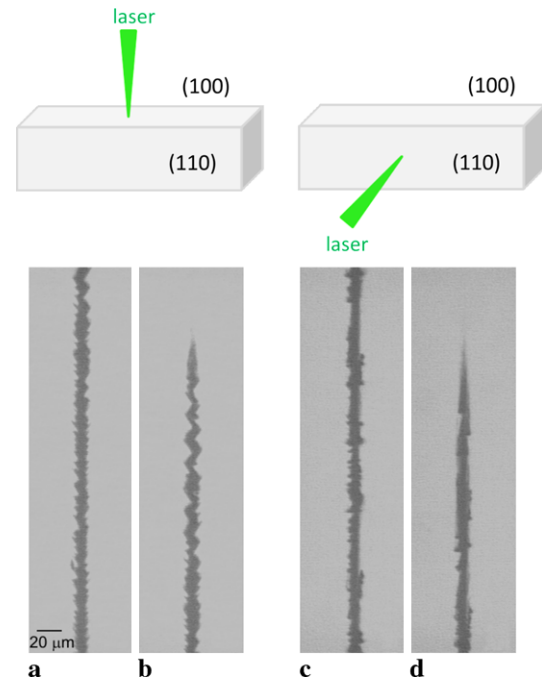 laser
(100)
(110)
(100)
(110)
laser
20 μm
a b c d